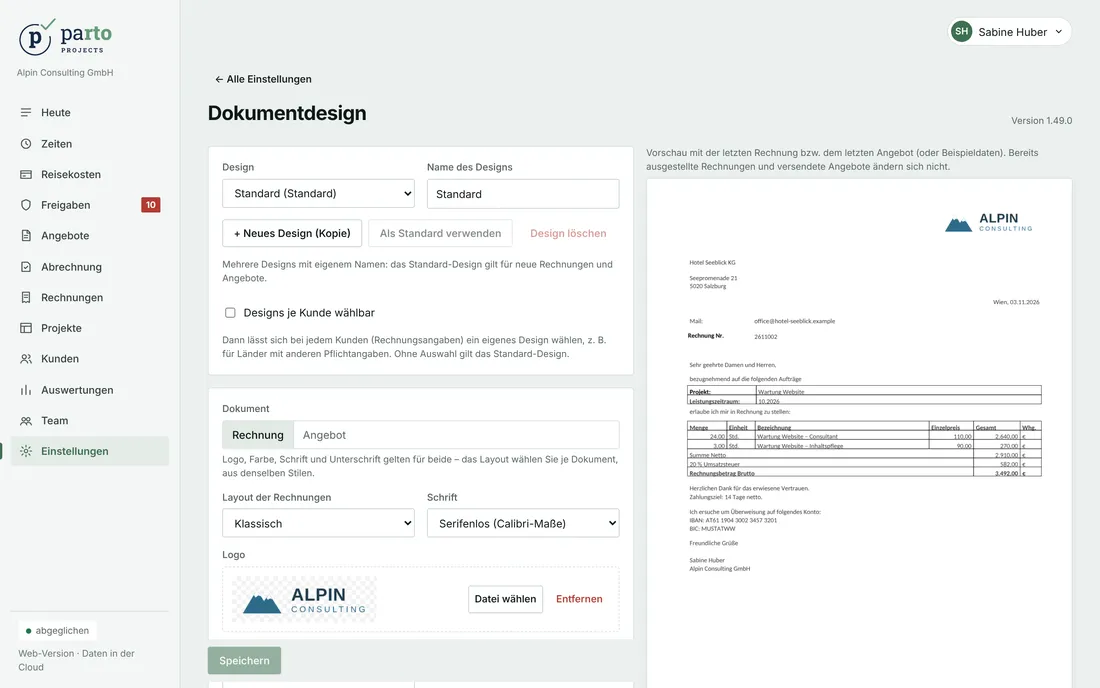 parto
PROJECTS
Alpin Consulting GmbH
Heute
Zeiten
Reisekosten
Freigaben 10
Angebote
Abrechnung
Rechnungen
Projekte
Kunden
Auswertungen
Team
Einstellungen
abgeglichen
Web-Version · Daten in der
Cloud
SH Sabine Huber
← Alle Einstellungen
Dokumentdesign
Version 1.49.0
Design
Standard (Standard)
Name des Designs
Standard
+ Neues Design (Kopie)
Als Standard verwenden
Design löschen
Mehrere Designs mit eigenem Namen: das Standard-Design gilt für neue Rechnungen und
Angebote.
Designs je Kunde wählbar
Dann lässt sich bei jedem Kunden (Rechnungsangaben) ein eigenes Design wählen, z. B.
für Länder mit anderen Pflichtangaben. Ohne Auswahl gilt das Standard-Design.
Dokument
Rechnung
Angebot
Logo, Farbe, Schrift und Unterschrift gelten für beide – das Layout wählen Sie je Dokument,
aus denselben Stilen.
Layout der Rechnungen
Klassisch
Schrift
Serifenlos (Calibri-Maße)
Logo
ALPIN
CONSULTING
Datei wählen
Entfernen
Speichern
Vorschau mit der letzten Rechnung bzw. dem letzten Angebot (oder Beispieldaten). Bereits
ausgestellte Rechnungen und versendete Angebote ändern sich nicht.
ALPIN
CONSULTING
Hotel Seeblick KG
Seepromenade 21
5020 Salzburg
Wien, 03.11.2026
Mail: office@hotel-seeblick.example
Rechnung Nr. 2611002
Sehr geehrte Damen und Herren,
bezugnehmend auf die folgenden Aufträge
Projekt: Wartung Website
Leistungszeitraum: 10.2026
erlaube ich mir in Rechnung zu stellen:
Menge Einheit Bezeichnung Einzelpreis Gesamt Whg.
24,00 Std. Wartung Website – Consultant 110,00 2.640,00 €
3,00 Std. Wartung Website – Inhaltspflege 90,00 270,00 €
Summe Netto 2.910,00 €
20 % Umsatzsteuer 582,00 €
Rechnungsbetrag Brutto 3.492,00 €
Herzlichen Dank für das erwiesene Vertrauen.
Zahlungsziel: 14 Tage netto.
Ich ersuche um Überweisung auf folgendes Konto:
IBAN: AT61 1904 3002 3457 3201
BIC: MUSTATWW
Freundliche Grüße
Sabine Huber
Alpin Consulting GmbH